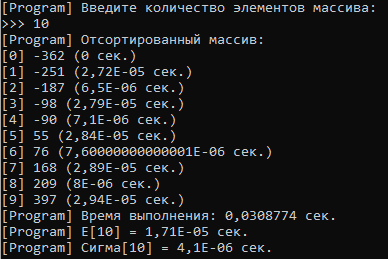 [Program] Введите количество элементов массива:
>>> 10
[Program] Отсортированный массив:
[0] -362 (0 сек.)
[1] -251 (2,72E-05 сек.)
[2] -187 (6,5E-06 сек.)
[3] -98 (2,79E-05 сек.)
[4] -90 (7,1E-06 сек.)
[5] 55 (2,84E-05 сек.)
[6] 76 (7,60000000000001E-06 сек.)
[7] 168 (2,89E-05 сек.)
[8] 209 (8E-06 сек.)
[9] 397 (2,94E-05 сек.)
[Program] Время выполнения: 0,0308774 сек.
[Program] E[10] = 1,71E-05 сек.
[Program] Сигма[10] = 4,1E-06 сек.